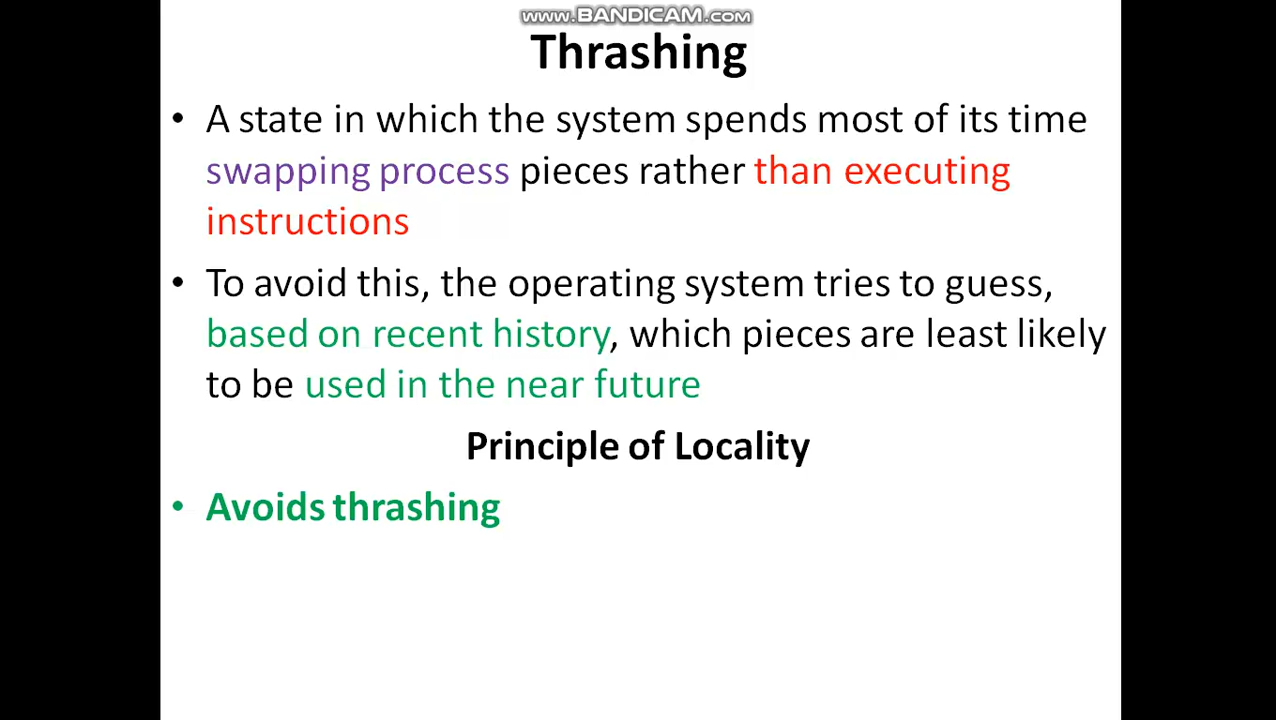 www.BANDICAM.com
Thrashing
• A state in which the system spends most of its time
swapping process pieces rather than executing
instructions
• To avoid this, the operating system tries to guess,
based on recent history, which pieces are least likely
to be used in the near future
Principle of Locality
• Avoids thrashing